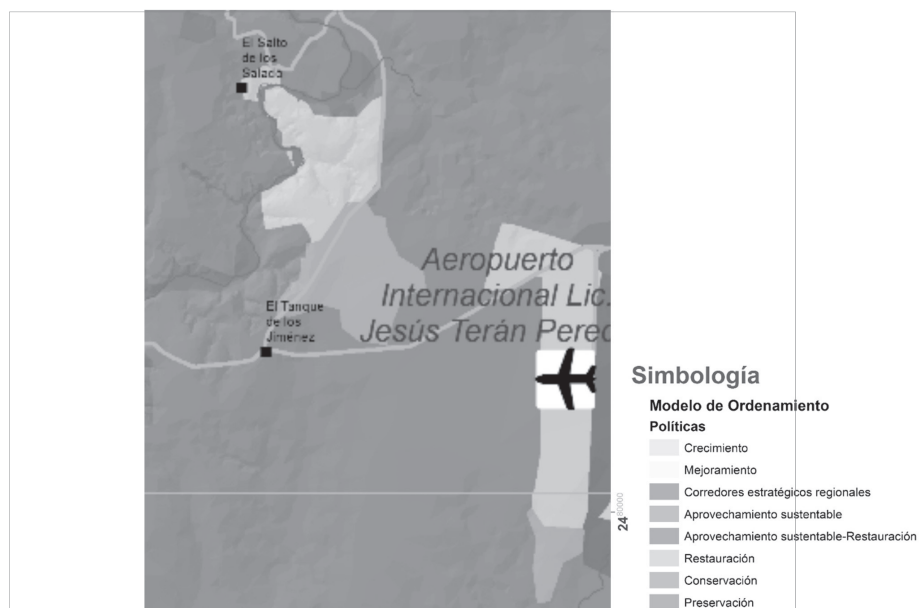 El Salto
de los
Salado
Aeropuerto
Internacional Lic.
Jesús Terán Pered
El Tanque
de los
Jiménez
Simbología
Modelo de Ordenamiento
Políticas
Crecimiento
Mejoramiento
Corredores estratégicos regionales
Aprovechamiento sustentable
Aprovechamiento sustentable-Restauración
Restauración
Conservación
Preservación
24
80000